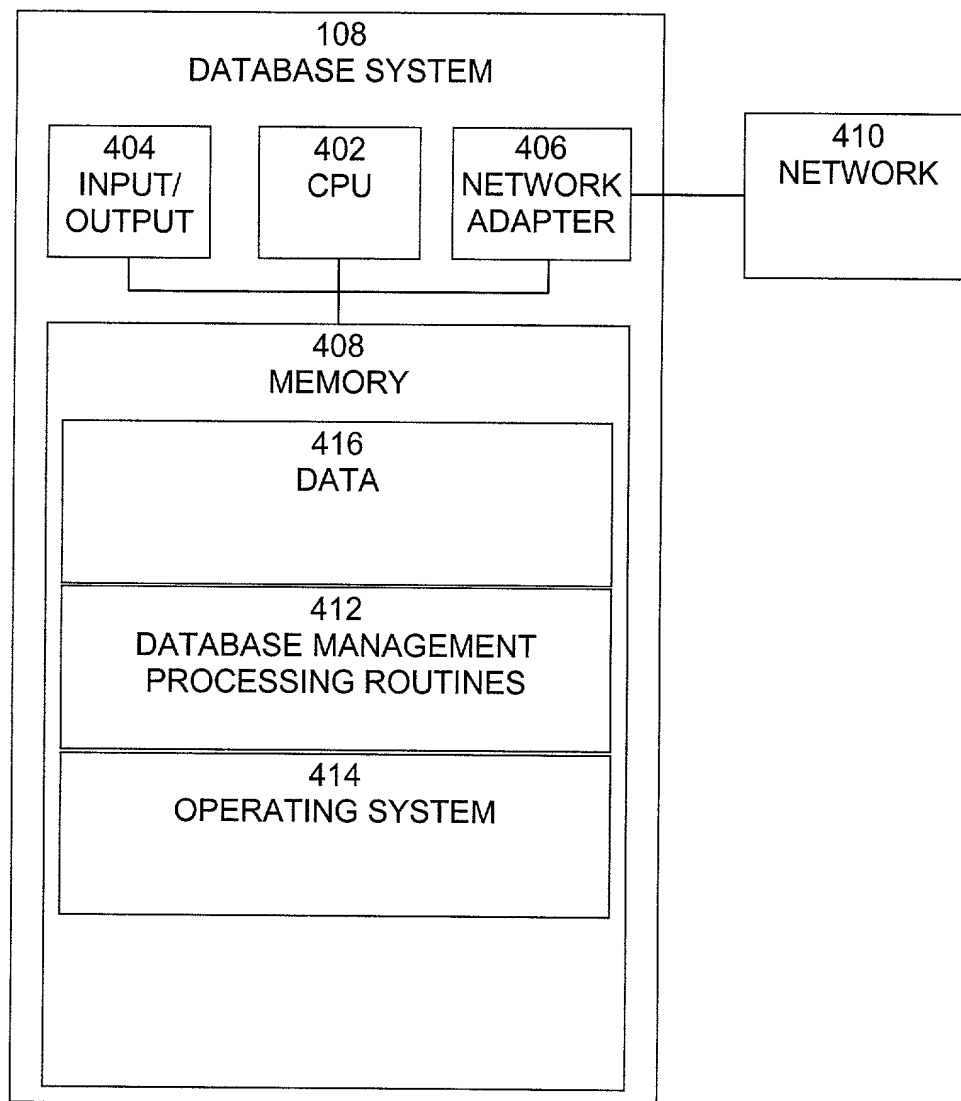 108
DATABASE SYSTEM
404
INPUT/
OUTPUT
402
CPU
406
NETWORK
ADAPTER
410
NETWORK
408
MEMORY
416
DATA
412
DATABASE MANAGEMENT
PROCESSING ROUTINES
414
OPERATING SYSTEM